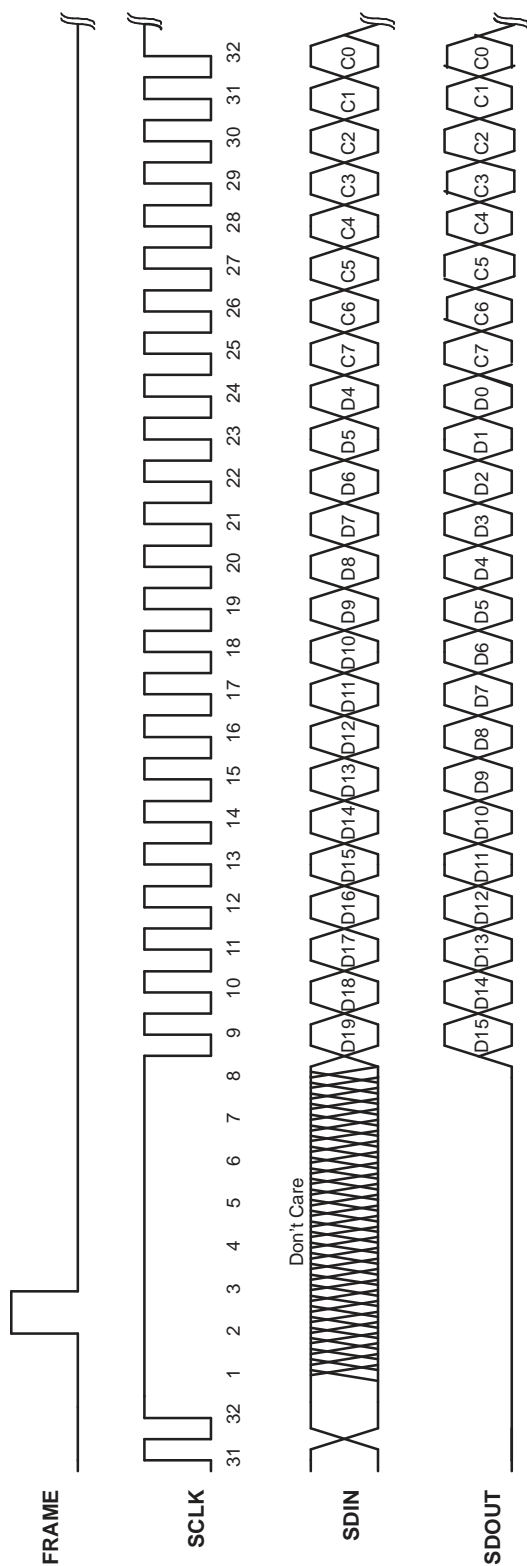 FRAME
SCLK
31 32 1 2 3 4 5 6 7 8 9 10 11 12 13 14 15 16 17 18 19 20 21 22 23 24 25 26 27 28 29 30 31 32
Don't Care
SDIN
D19 D18 D17 D16 D15 D14 D13 D12 D11 D10 D9 D8 D7 D6 D5 D4 C7 C6 C5 C4 C3 C2 C1 C0
SDOUT
D15 D14 D13 D12 D11 D10 D9 D8 D7 D6 D5 D4 D3 D2 D1 D0 C7 C6 C5 C4 C3 C2 C1 C0